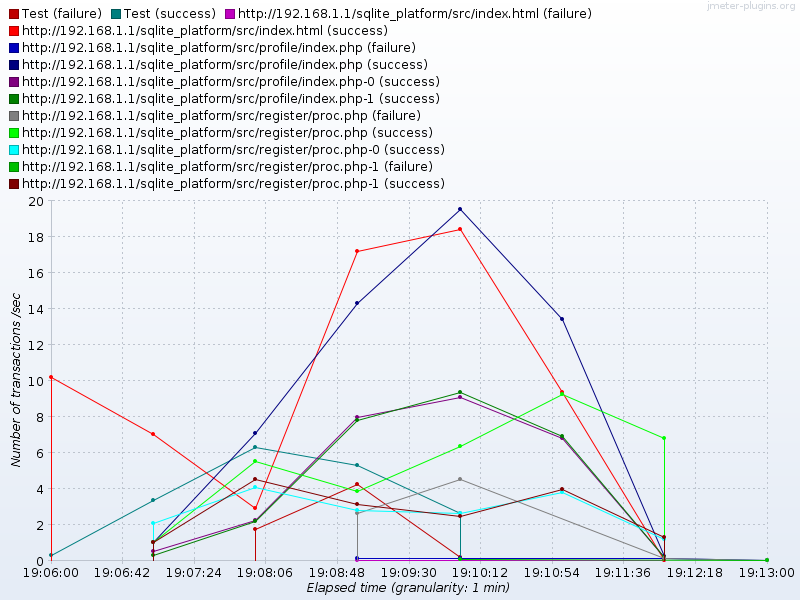 Test (failure) Test (success) http://192.168.1.1/sqlite_platform/src/index.html (failure)
jmeter-plugins.org
http://192.168.1.1/sqlite_platform/src/index.html (success)
http://192.168.1.1/sqlite_platform/src/profile/index.php (failure)
http://192.168.1.1/sqlite_platform/src/profile/index.php (success)
http://192.168.1.1/sqlite_platform/src/profile/index.php-0 (success)
http://192.168.1.1/sqlite_platform/src/profile/index.php-1 (success)
http://192.168.1.1/sqlite_platform/src/register/proc.php (failure)
http://192.168.1.1/sqlite_platform/src/register/proc.php (success)
http://192.168.1.1/sqlite_platform/src/register/proc.php-0 (success)
http://192.168.1.1/sqlite_platform/src/register/proc.php-1 (failure)
http://192.168.1.1/sqlite_platform/src/register/proc.php-1 (success)
Number of transactions /sec
20
18
16
14
12
10
8
6
4
2
0
19:06:00 19:06:42 19:07:24 19:08:06 19:08:48 19:09:30 19:10:12 19:10:54 19:11:36 19:12:18 19:13:00
Elapsed time (granularity: 1 min)